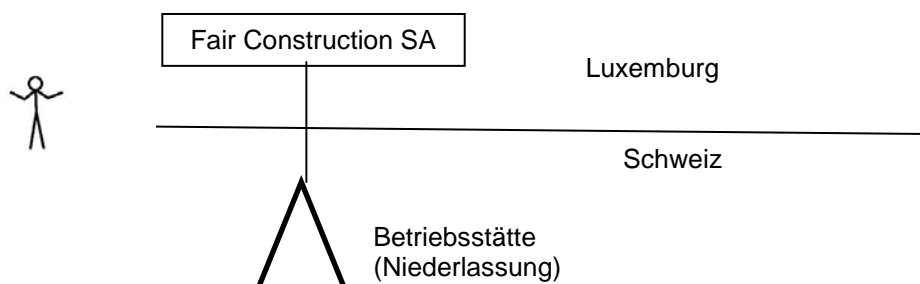 Fair Construction SA
Luxemburg
Schweiz
Betriebsstätte
(Niederlassung)